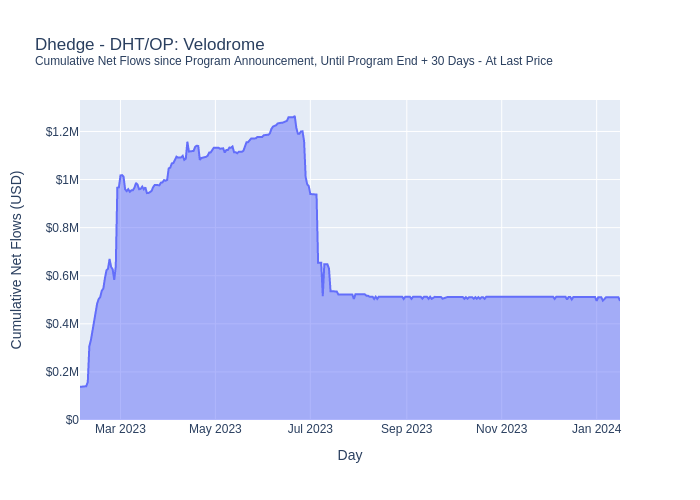 Dhedge - DHT/OP: Velodrome
Cumulative Net Flows since Program Announcement, Until Program End + 30 Days - At Last Price
Cumulative Net Flows (USD)
$1.2M
$1M
$0.8M
$0.6M
$0.4M
$0.2M
$0
Mar 2023
May 2023
Jul 2023
Sep 2023
Nov 2023
Jan 2024
Day